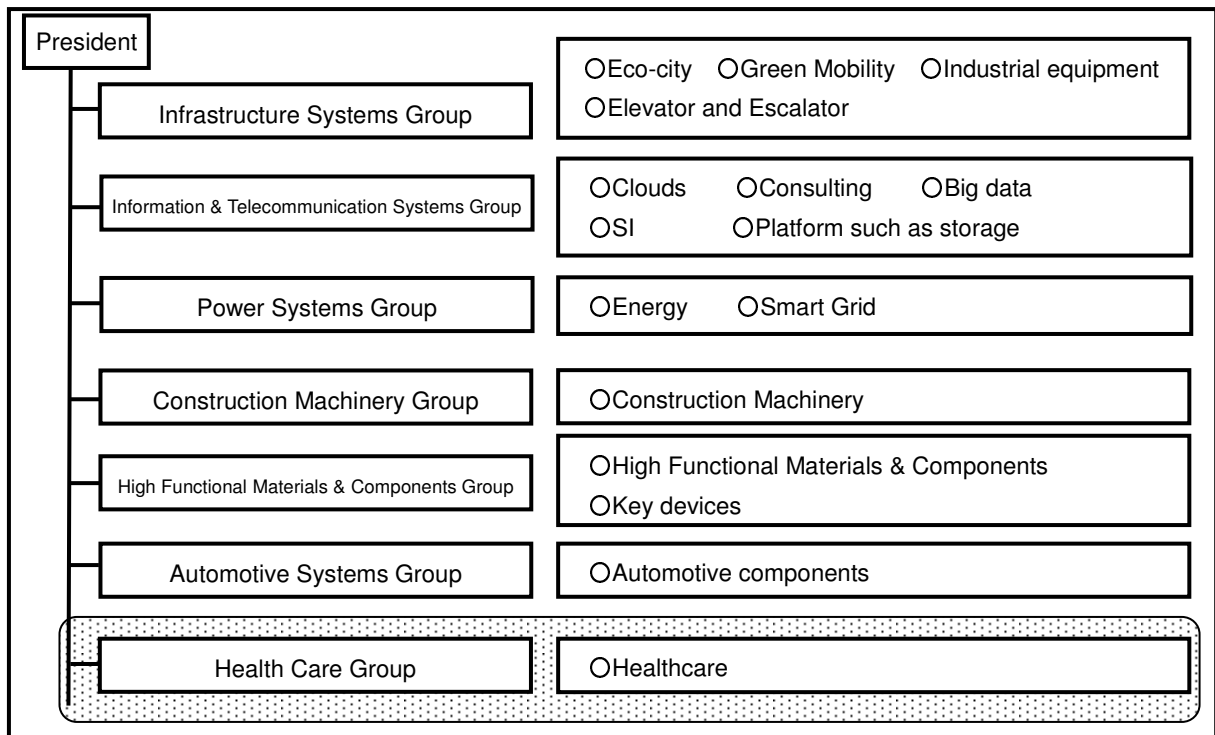 President
Infrastructure Systems Group
○Eco-city ○Green Mobility ○Industrial equipment
○Elevator and Escalator
Information & Telecommunication Systems Group
○Clouds ○Consulting ○Big data
○SI ○Platform such as storage
Power Systems Group
○Energy ○Smart Grid
Construction Machinery Group
○Construction Machinery
High Functional Materials & Components Group
○High Functional Materials & Components
○Key devices
Automotive Systems Group
○Automotive components
Health Care Group
○Healthcare